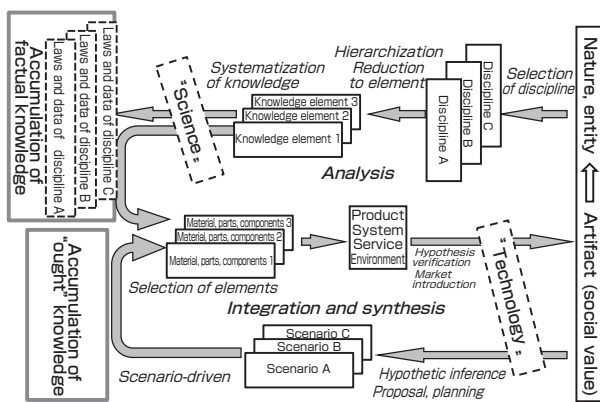 Accumulation of
factual knowledge
Laws and data of discipline A
Laws and data of discipline B
Laws and data of discipline C
"Science"
Systematization
of knowledge
Knowledge element 3
Knowledge element 2
Knowledge element 1
Hierarchization
Reduction
to element
Discipline A
Discipline B
Discipline C
Selection
of discipline
Analysis
Nature, entity
Artifact (social value)
Material, parts, components 3
Material, parts, components 2
Material, parts, components 1
Selection of elements
Product
System
Service
Environment
Hypothesis
verification
Market
introduction
"Technology"
Integration and synthesis
Accumulation of
"ought" knowledge
Scenario-driven
Scenario C
Scenario B
Scenario A
Hypothetic inference
Proposal, planning